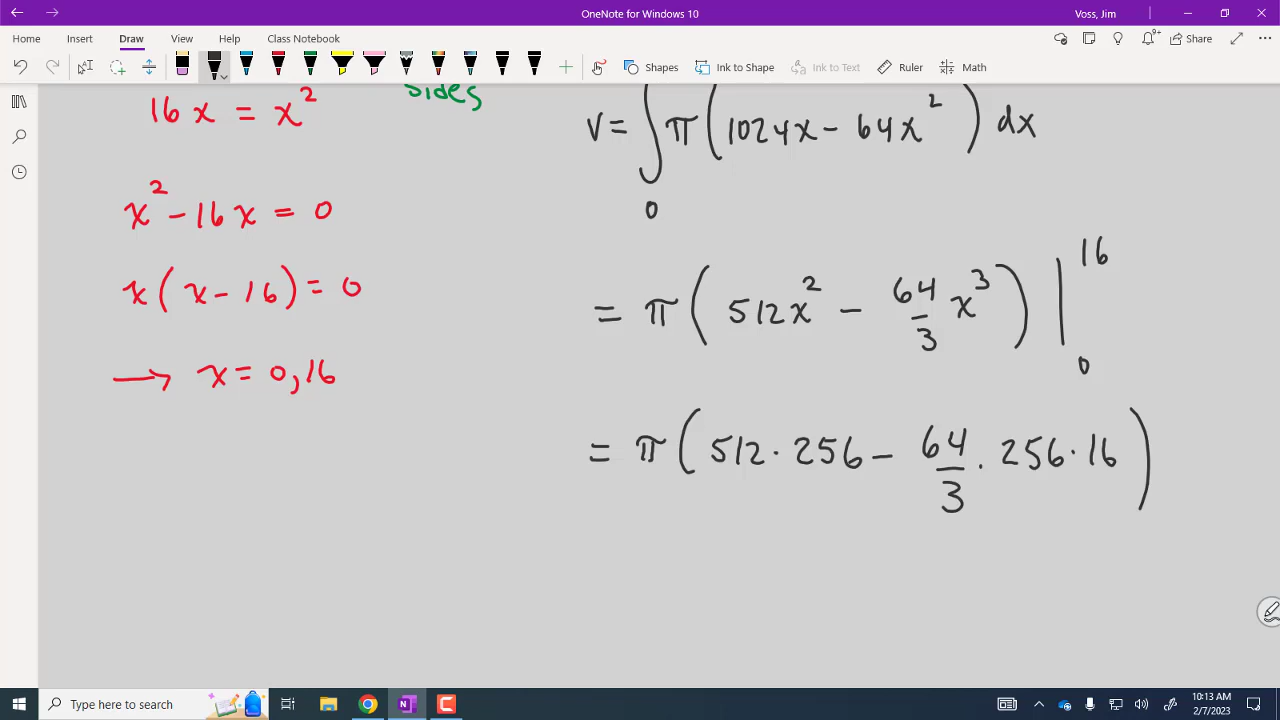 OneNote for Windows 10
Voss, Jim
Home Insert Draw View Help Class Notebook
Share
Shapes Ink to Shape Ink to Text Ruler Math
sides
16x = x²
x² - 16x = 0
x(x - 16) = 0
→ x = 0, 16
V = ∫₀ π(1024x - 64x²) dx
= π(512x² - 64/3 x³) |₀¹⁶
= π(512 · 256 - 64/3 · 256 · 16)
Type here to search
10:13 AM
2/7/2023